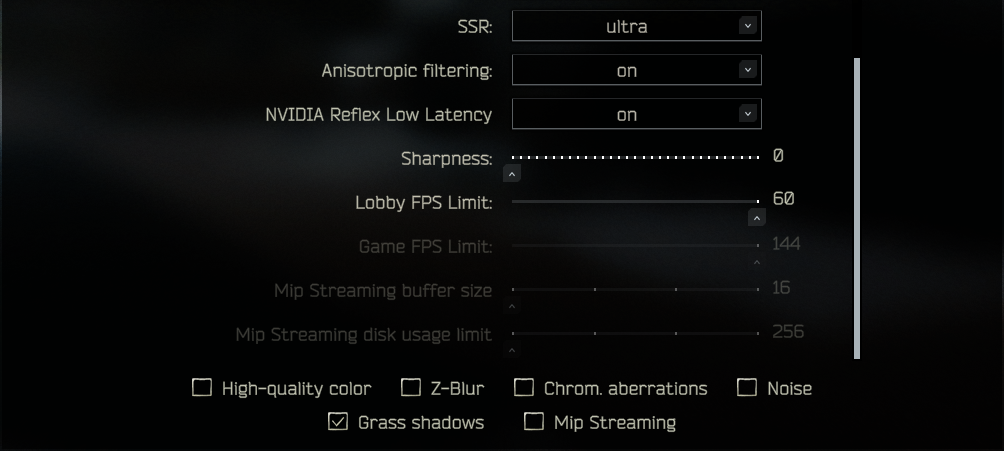 SSR: ultra
Anisotropic filtering: on
NVIDIA Reflex Low Latency on
Sharpness: 0
Lobby FPS Limit: 60
Game FPS Limit: 144
Mip Streaming buffer size 16
Mip Streaming disk usage limit 256
High-quality color Z-Blur Chrom. aberrations Noise
Grass shadows Mip Streaming